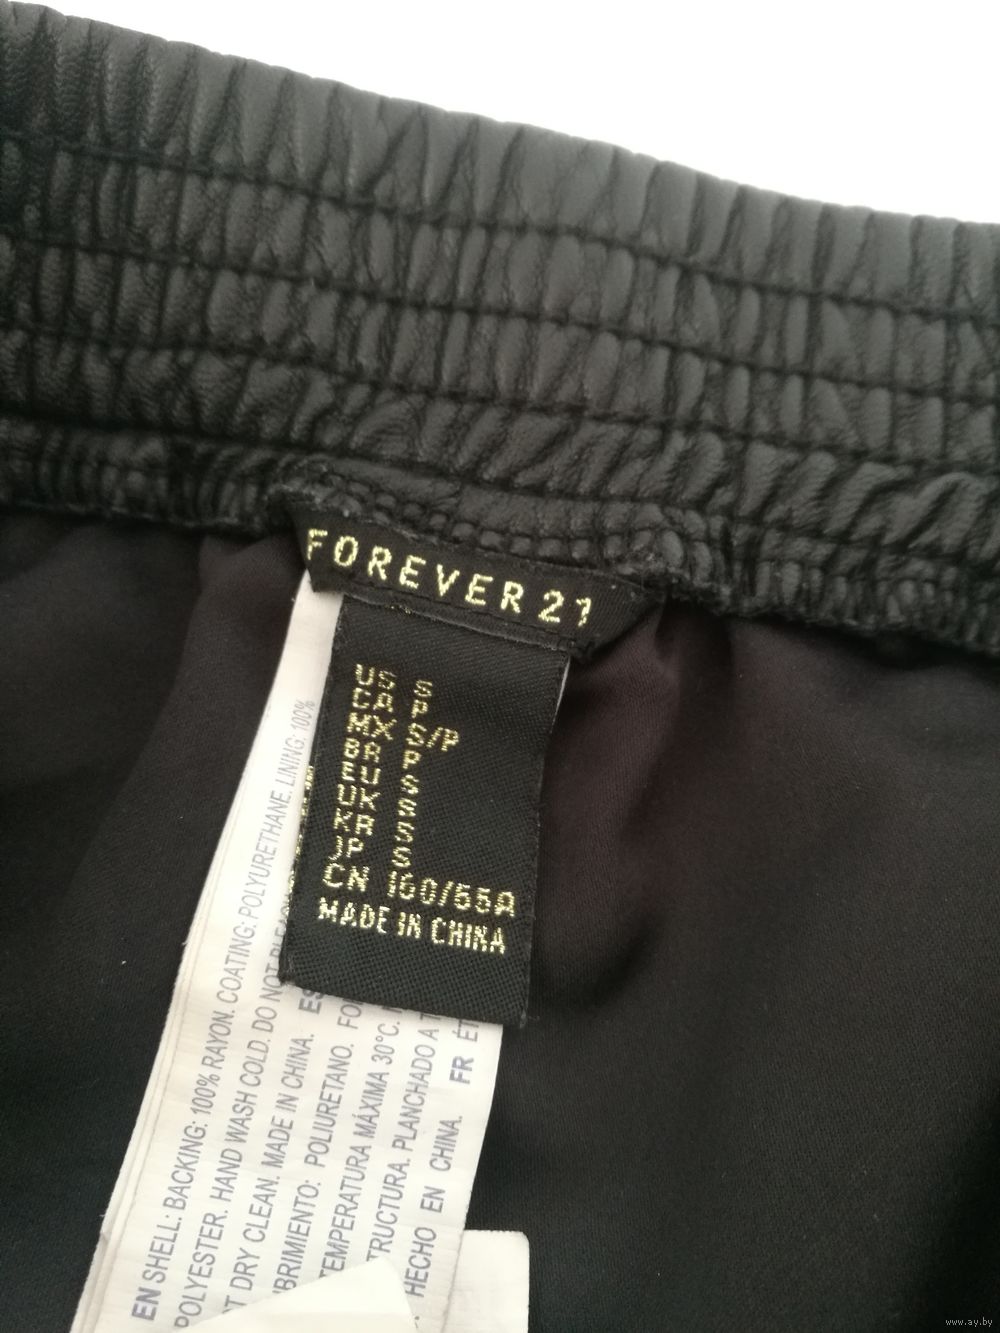 FOREVER 21
US S
CA P
MX S/P
BR P
EU S
UK S
KR S
JP S
CN 160/66A
MADE IN CHINA
EN SHELL: BACKING: 100% RAYON. COATING: POLYURETHANE. LINING: 100%
POLYESTER. HAND WASH COLD. DO NOT
DRY CLEAN. MADE IN CHINA. ES
POLIURETANO.
TEMPERATURA MÁXIMA 30°C.
PLANCHADO A
HECHO EN CHINA. FR
www.ay.by